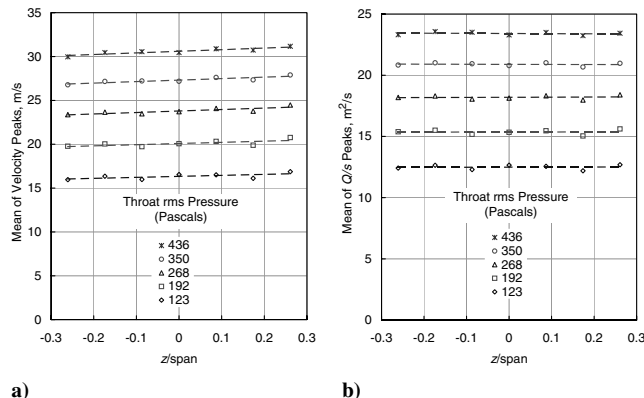 Mean of Velocity Peaks, m/s
35
30
25
20
15
10
5
0
Throat rms Pressure
(Pascals)
436
350
268
192
123
-0.3 -0.2 -0.1 0 0.1 0.2 0.3
z/span
a)
Mean of Q/s Peaks, m²/s
25
20
15
10
5
0
Throat rms Pressure
(Pascals)
436
350
268
192
123
-0.3 -0.2 -0.1 0 0.1 0.2 0.3
z/span
b)